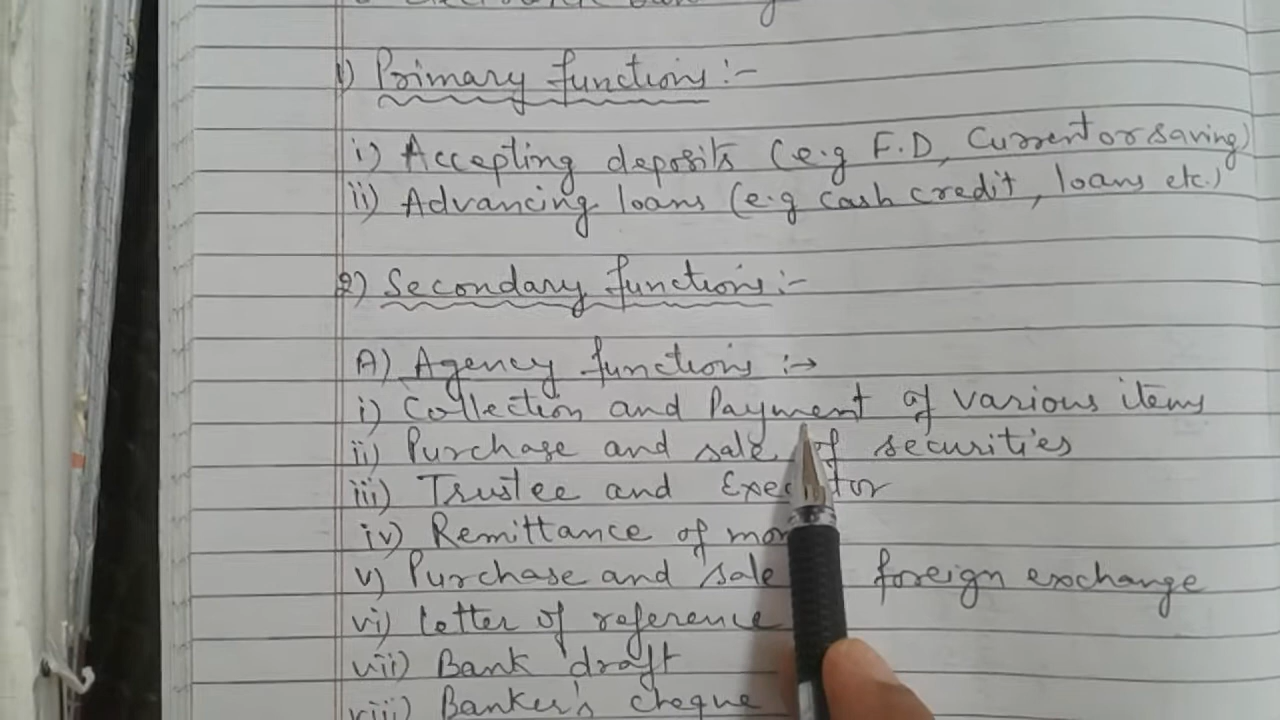 1) Primary functions :-
i) Accepting deposits (e.g F.D, Current or saving)
ii) Advancing loans (e.g cash credit, loans etc.)
2) Secondary functions :-
A) Agency functions :→
i) Collection and Payment of various items
ii) Purchase and sale of securities
iii) Trustee and
iv) Remittance of
v) Purchase and sale foreign exchange
vi) letter of reference
vii) Bank draft
viii) Banker's cheque